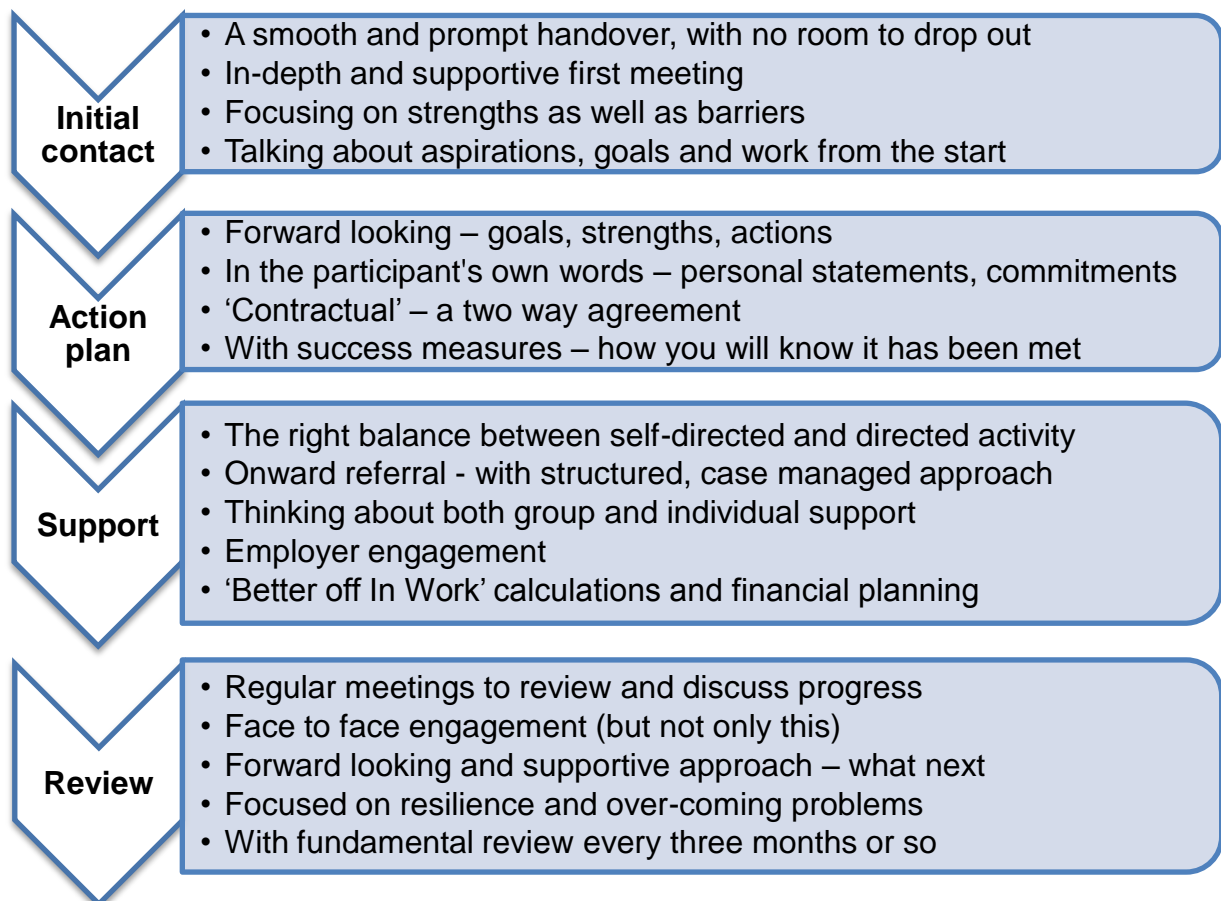 Initial
contact
• A smooth and prompt handover, with no room to drop out
• In-depth and supportive first meeting
• Focusing on strengths as well as barriers
• Talking about aspirations, goals and work from the start
Action
plan
• Forward looking – goals, strengths, actions
• In the participant's own words – personal statements, commitments
• ‘Contractual’ – a two way agreement
• With success measures – how you will know it has been met
Support
• The right balance between self-directed and directed activity
• Onward referral - with structured, case managed approach
• Thinking about both group and individual support
• Employer engagement
• ‘Better off In Work’ calculations and financial planning
Review
• Regular meetings to review and discuss progress
• Face to face engagement (but not only this)
• Forward looking and supportive approach – what next
• Focused on resilience and over-coming problems
• With fundamental review every three months or so